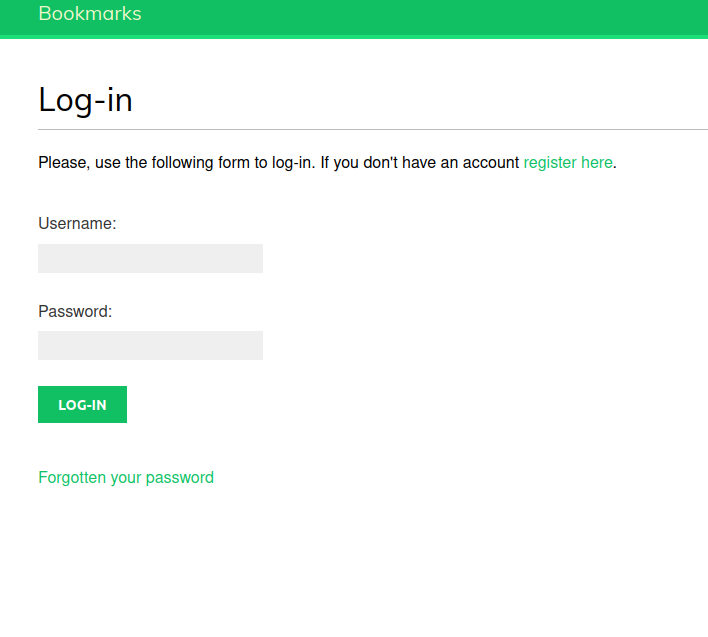 Bookmarks
Log-in
Please, use the following form to log-in. If you don't have an account register here.
Username:
Password:
LOG-IN
Forgotten your password